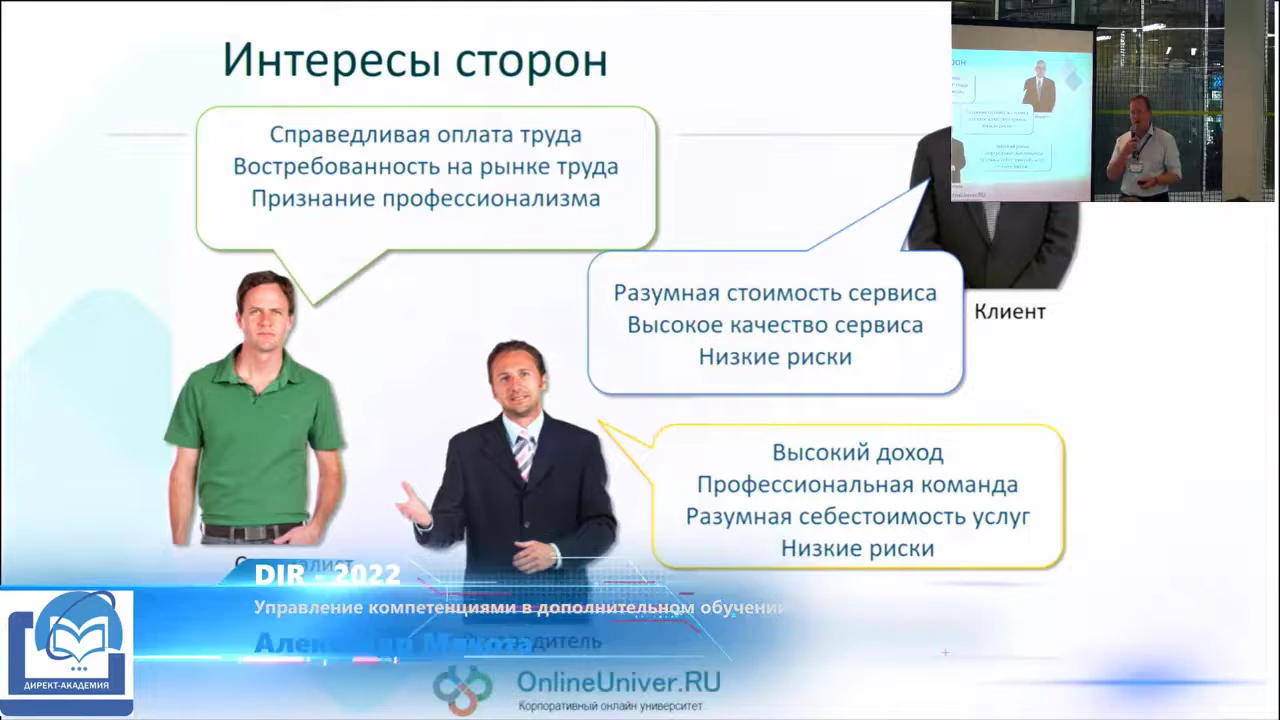 Интересы сторон
Справедливая оплата труда
Востребованность на рынке труда
Признание профессионализма
Разумная стоимость сервиса
Высокое качество сервиса
Низкие риски
Клиент
Высокий доход
Профессиональная команда
Разумная себестоимость услуг
Низкие риски
DIR - 2022
Управление компетенциями в дополнительном обучении
Александр
ДИРЕКТ-АКАДЕМИЯ
OnlineUniver.RU
Корпоративный онлайн университет